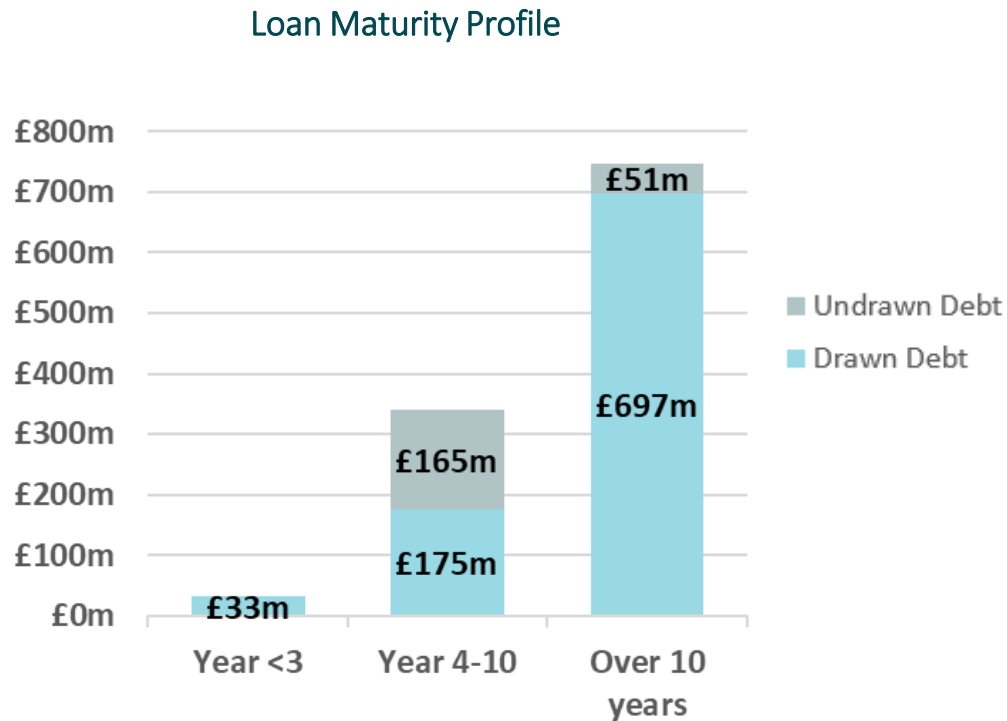 Loan Maturity Profile
£800m
£700m
£600m
£500m
£400m
£300m
£200m
£100m
£0m
£33m
£165m
£175m
£51m
£697m
Year <3
Year 4-10
Over 10
years
Undrawn Debt
Drawn Debt